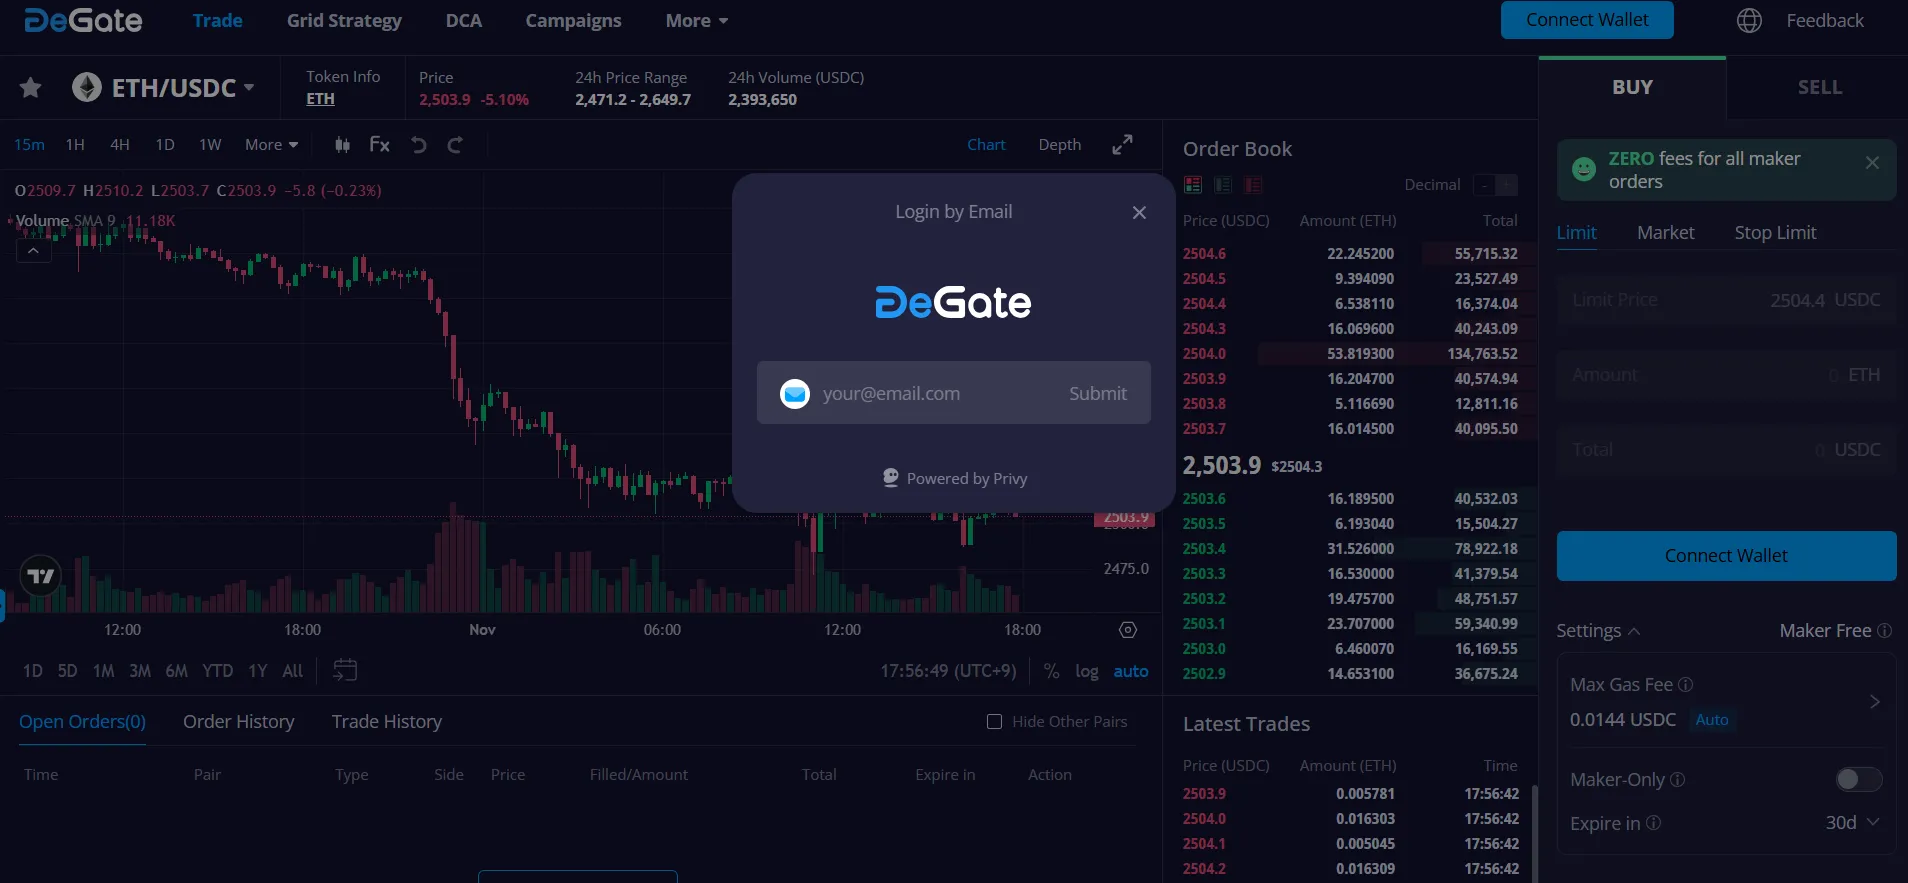 DeGate Trade Grid Strategy DCA Campaigns More Connect Wallet Feedback
ETH/USDC
Token Info
ETH
Price
2,503.9 -5.10%
24h Price Range
2,471.2 - 2,649.7
24h Volume (USDC)
2,393,650
BUY SELL
15m 1H 4H 1D 1W More Fx Chart Depth
O2509.7 H2510.2 L2503.7 C2503.9 −5.8 (−0.23%)
Volume SMA 9 11.18K
Login by Email
DeGate
your@email.com Submit
Powered by Privy
2503.9
2475.0
12:00 18:00 Nov 06:00 12:00 18:00
1D 5D 1M 3M 6M YTD 1Y All 17:56:49 (UTC+9) % log auto
Open Orders(0) Order History Trade History Hide Other Pairs
Time Pair Type Side Price Filled/Amount Total Expire in Action
Order Book
Decimal - +
Price (USDC) Amount (ETH) Total
2504.6 22.245200 55,715.32
2504.5 9.394090 23,527.49
2504.4 6.538110 16,374.04
2504.3 16.069600 40,243.09
2504.0 53.819300 134,763.52
2503.9 16.204700 40,574.94
2503.8 5.116690 12,811.16
2503.7 16.014500 40,095.50
2,503.9 $2504.3
2503.6 16.189500 40,532.03
2503.5 6.193040 15,504.27
2503.4 31.526000 78,922.18
2503.3 16.530000 41,379.54
2503.2 19.475700 48,751.57
2503.1 23.707000 59,340.99
2503.0 6.460070 16,169.55
2502.9 14.653100 36,675.24
Latest Trades
Price (USDC) Amount (ETH) Time
2503.9 0.005781 17:56:42
2504.0 0.016303 17:56:42
2504.1 0.005045 17:56:42
2504.2 0.016309 17:56:42
ZERO fees for all maker
orders
Limit Market Stop Limit
Limit Price 2504.4 USDC
Amount 0 ETH
Total 0 USDC
Connect Wallet
Settings Maker Free
Max Gas Fee
0.0144 USDC Auto
Maker-Only
Expire in 30d